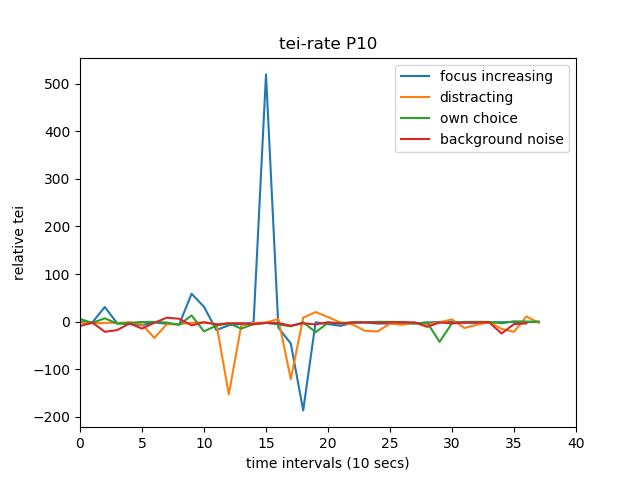 tei-rate P10
focus increasing
distracting
own choice
background noise
relative tei
500
400
300
200
100
0
−100
−200
0 5 10 15 20 25 30 35 40
time intervals (10 secs)